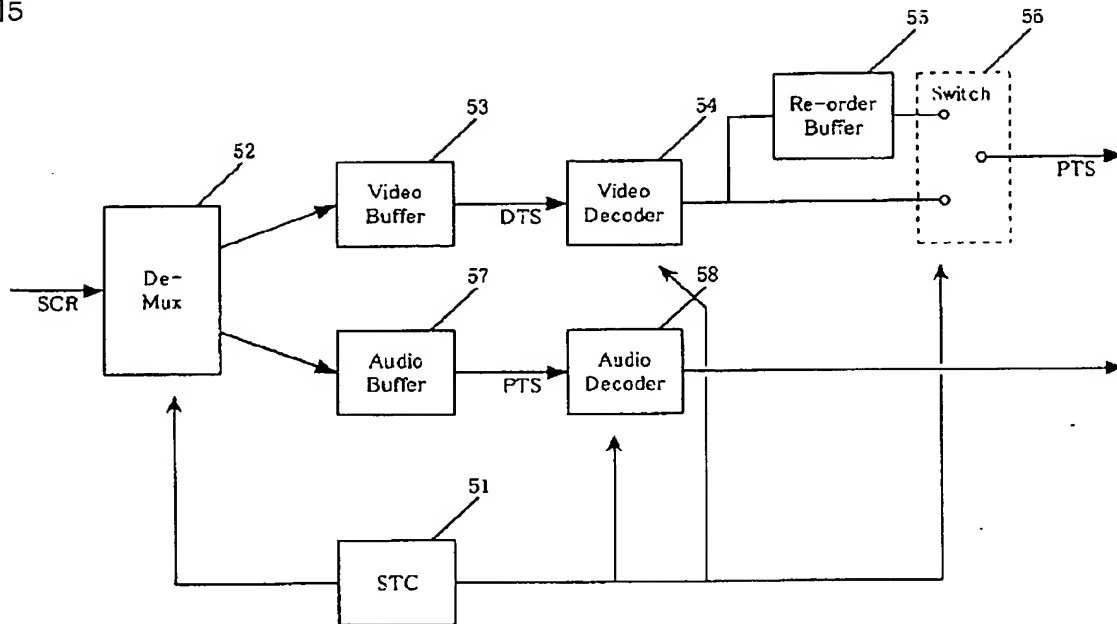 15
55
56
Re-order
Buffer
Switch
PTS
53
54
52
Video
Buffer
DTS
Video
Decoder
De-
Mux
SCR
57
58
Audio
Buffer
PTS
Audio
Decoder
51
STC